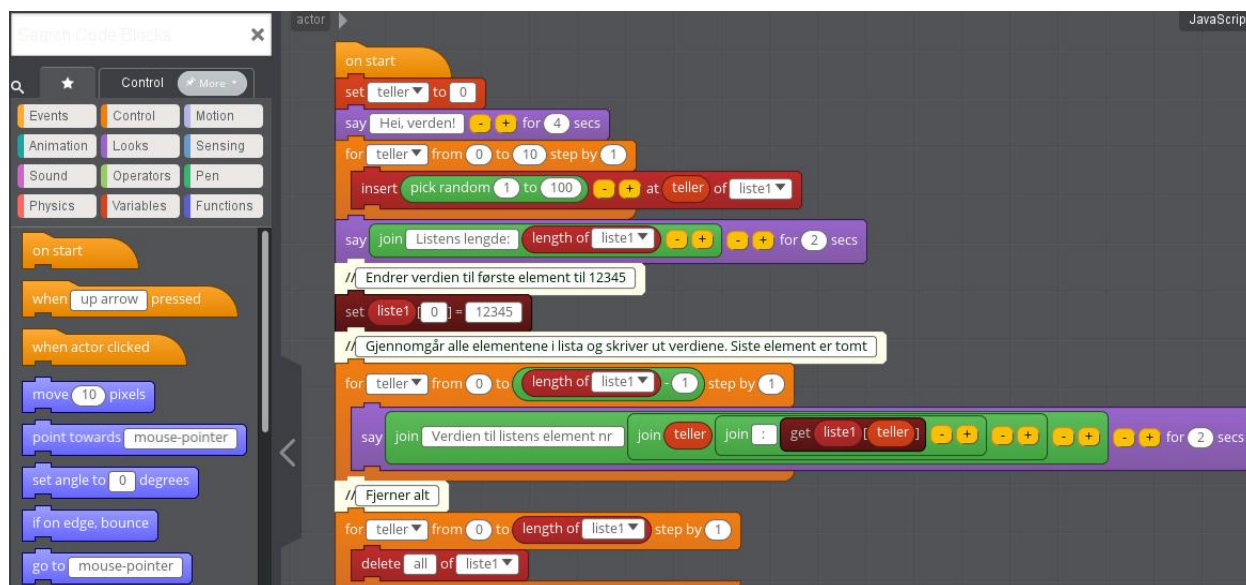 actor
JavaScrip
Search Code Blocks
Control More
Events Control Motion
Animation Looks Sensing
Sound Operators Pen
Physics Variables Functions
on start
when up arrow pressed
when actor clicked
move 10 pixels
point towards mouse-pointer
set angle to 0 degrees
if on edge, bounce
go to mouse-pointer
on start
set teller to 0
say Hei, verden! - + for 4 secs
for teller from 0 to 10 step by 1
insert pick random 1 to 100 - + at teller of liste1
say join Listens lengde: length of liste1 - + - + for 2 secs
// Endrer verdien til første element til 12345
set liste1 [ 0 ] = 12345
// Gjennomgår alle elementene i lista og skriver ut verdiene. Siste element er tomt
for teller from 0 to length of liste1 - 1 step by 1
say join Verdien til listens element nr join teller join : get liste1 [ teller ] - + - + - + - + for 2 secs
// Fjerner alt
for teller from 0 to length of liste1 step by 1
delete all of liste1